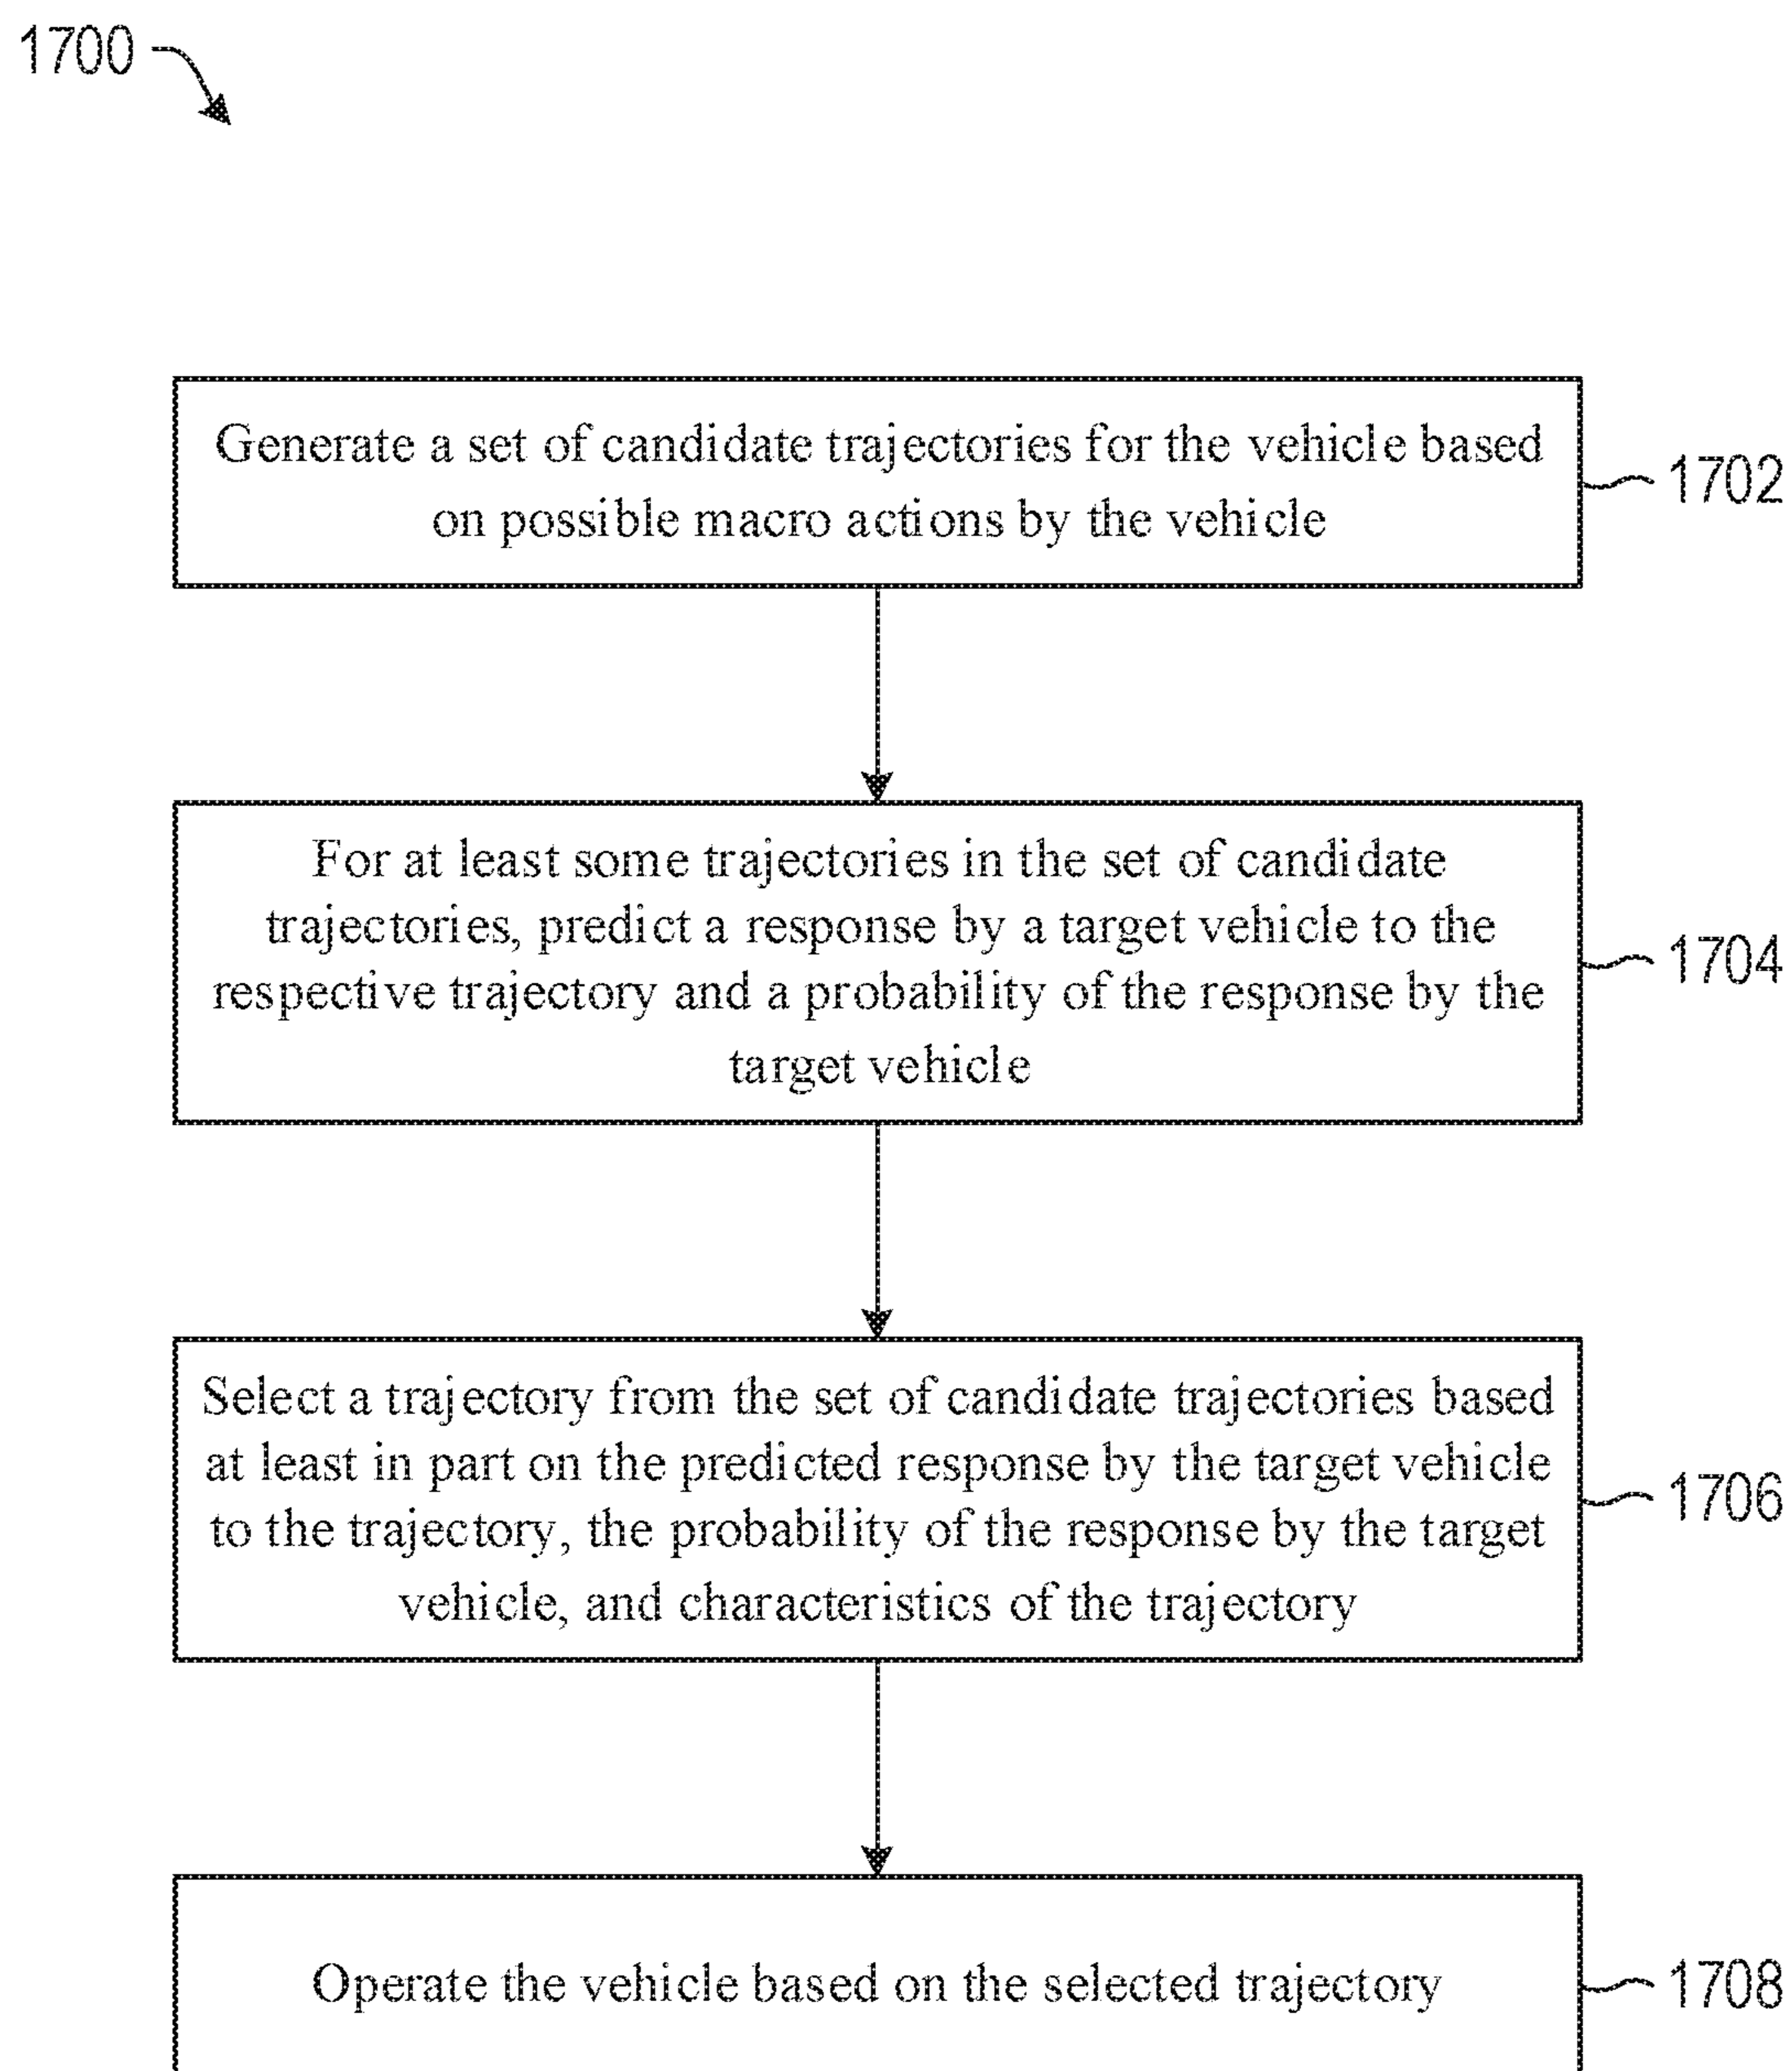 1700
Generate a set of candidate trajectories for the vehicle based
on possible macro actions by the vehicle
1702
For at least some trajectories in the set of candidate
trajectories, predict a response by a target vehicle to the
respective trajectory and a probability of the response by the
target vehicle
1704
Select a trajectory from the set of candidate trajectories based
at least in part on the predicted response by the target vehicle
to the trajectory, the probability of the response by the target
vehicle, and characteristics of the trajectory
1706
Operate the vehicle based on the selected trajectory
1708